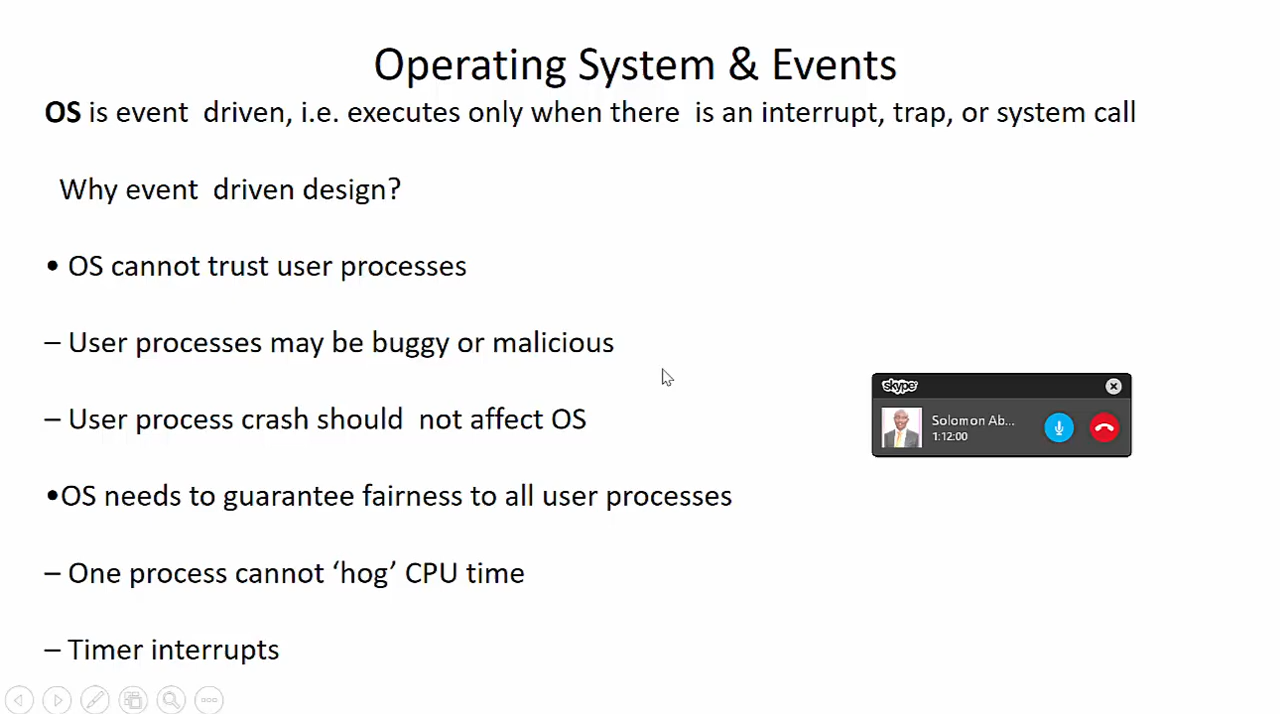 Operating System & Events
OS is event  driven, i.e. executes only when there  is an interrupt, trap, or system call
Why event  driven design?
• OS cannot trust user processes
– User processes may be buggy or malicious
– User process crash should  not affect OS
•OS needs to guarantee fairness to all user processes
– One process cannot ‘hog’ CPU time
– Timer interrupts
skype
Solomon Ab...
1:12:00